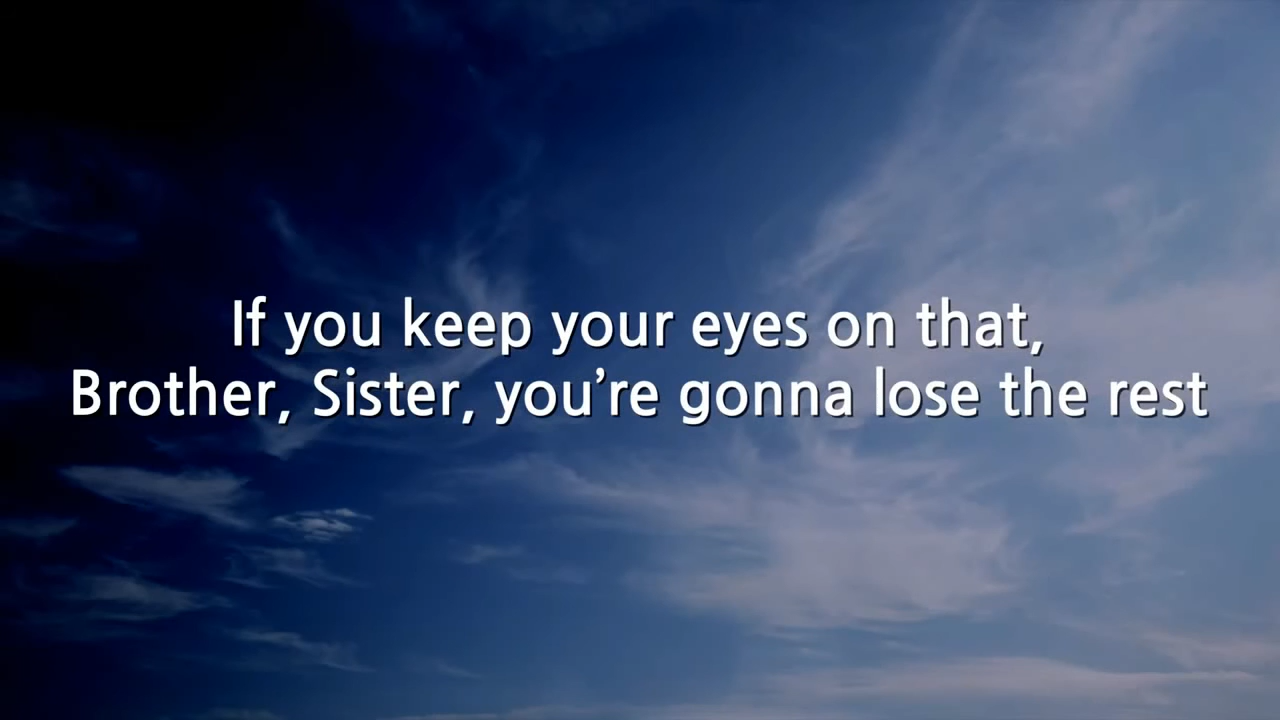 If you keep your eyes on that,
Brother, Sister, you’re gonna lose the rest